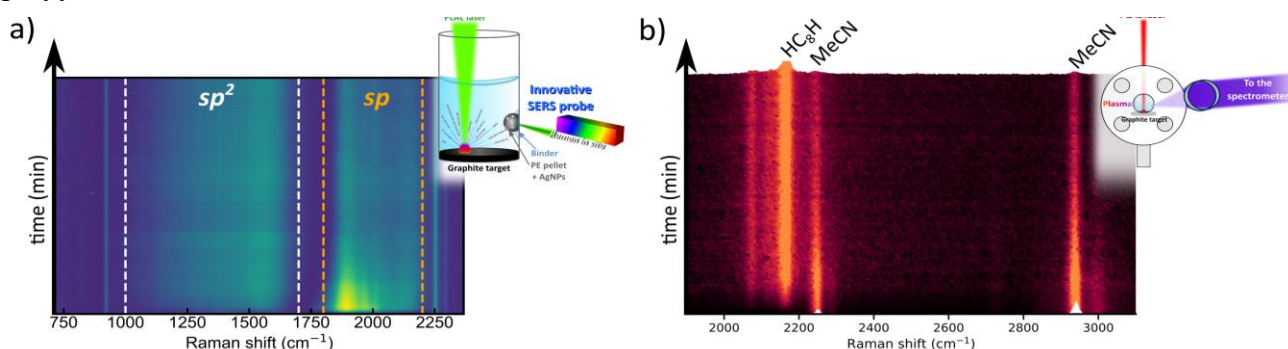 a)
time (min)
sp²
sp
750 1000 1250 1500 1750 2000 2250
Raman shift (cm⁻¹)
Innovative
SERS probe
Binder
PE pellet
+ AgNPs
Graphite target
b)
time (min)
HC₈H
MeCN
MeCN
2000 2200 2400 2600 2800 3000
Raman shift (cm⁻¹)
Plasma
Graphite target
To the
spectrometer